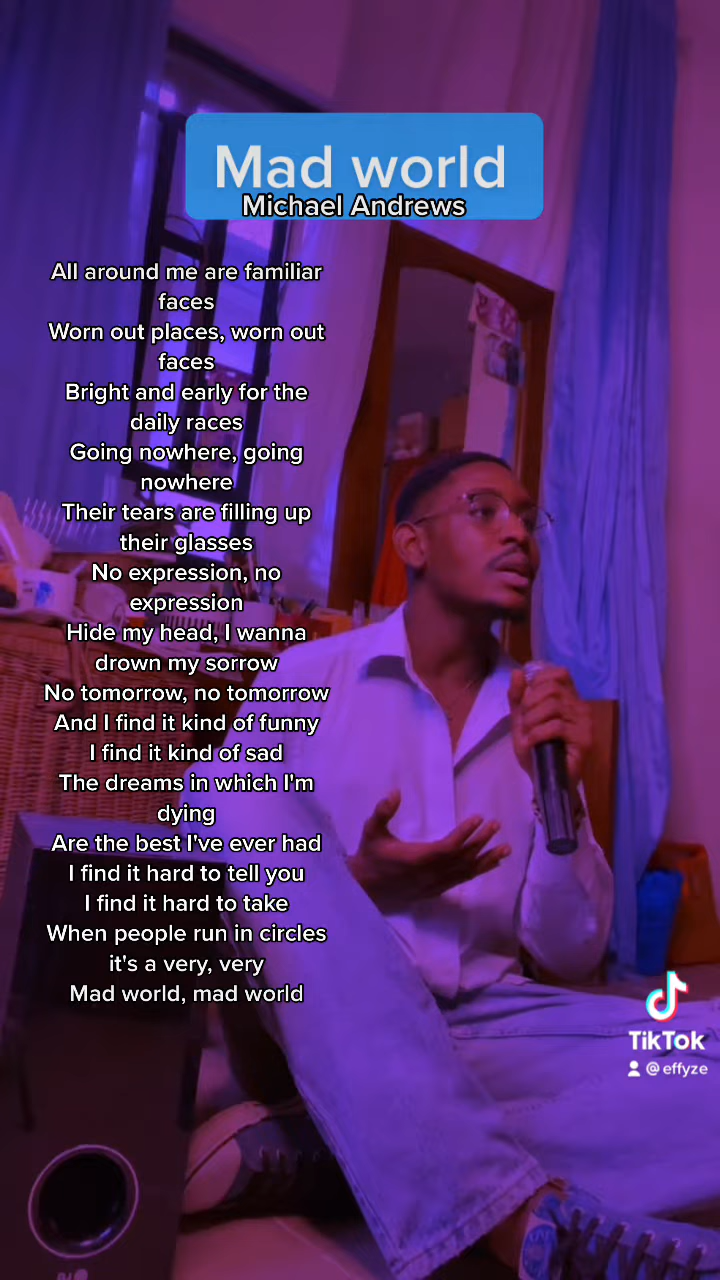 Mad world
Michael Andrews
All around me are familiar
faces
Worn out places, worn out
faces
Bright and early for the
daily races
Going nowhere, going
nowhere
Their tears are filling up
their glasses
No expression, no
expression
Hide my head, I wanna
drown my sorrow
No tomorrow, no tomorrow
And I find it kind of funny
I find it kind of sad
The dreams in which I'm
dying
Are the best I've ever had
I find it hard to tell you
I find it hard to take
When people run in circles
it's a very, very
Mad world, mad world
TikTok
@effyze